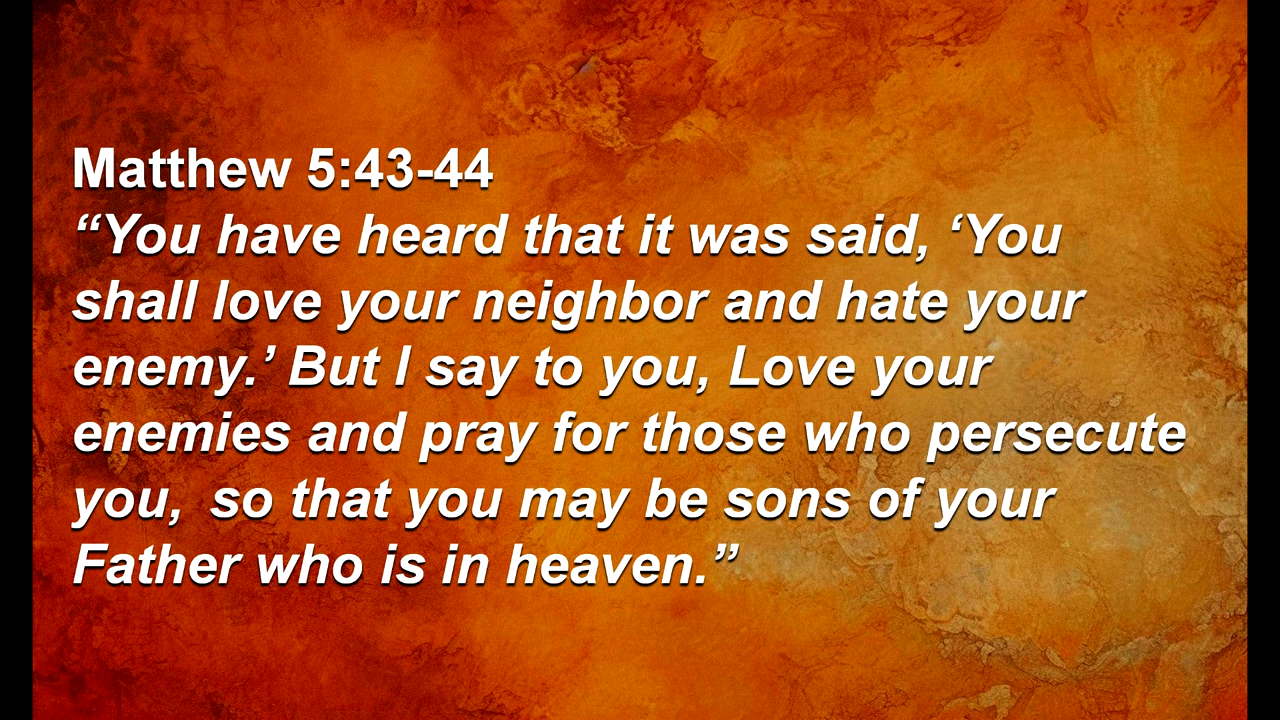 Matthew 5:43-44
“You have heard that it was said, ‘You
shall love your neighbor and hate your
enemy.’ But I say to you, Love your
enemies and pray for those who persecute
you,  so that you may be sons of your
Father who is in heaven.”